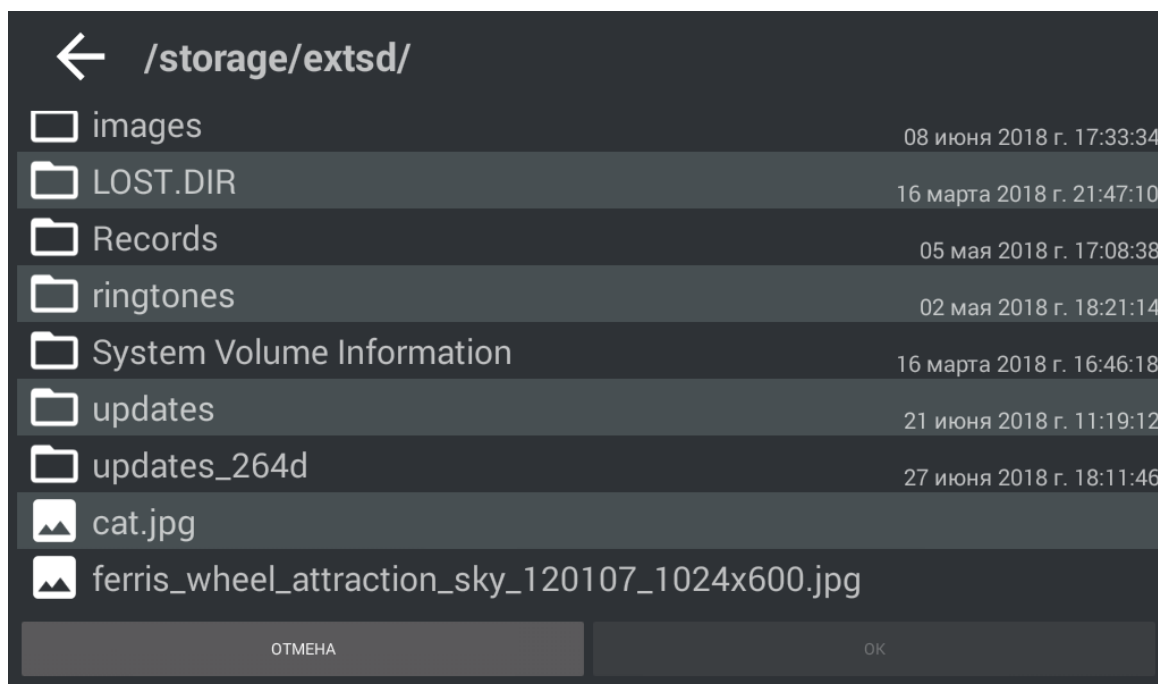 /storage/extsd/
images 08 июня 2018 г. 17:33:34
LOST.DIR 16 марта 2018 г. 21:47:10
Records 05 мая 2018 г. 17:08:38
ringtones 02 мая 2018 г. 18:21:14
System Volume Information 16 марта 2018 г. 16:46:18
updates 21 июня 2018 г. 11:19:12
updates_264d 27 июня 2018 г. 18:11:46
cat.jpg
ferris_wheel_attraction_sky_120107_1024x600.jpg
ОТМЕНА ОК